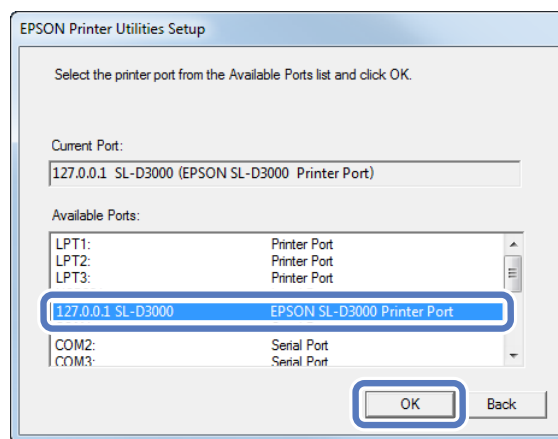 EPSON Printer Utilities Setup
Select the printer port from the Available Ports list and click OK.
Current Port:
127.0.0.1 SL-D3000 (EPSON SL-D3000 Printer Port)
Available Ports:
LPT1: Printer Port
LPT2: Printer Port
LPT3: Printer Port
127.0.0.1 SL-D3000 EPSON SL-D3000 Printer Port
COM2: Serial Port
COM3: Serial Port
OK Back